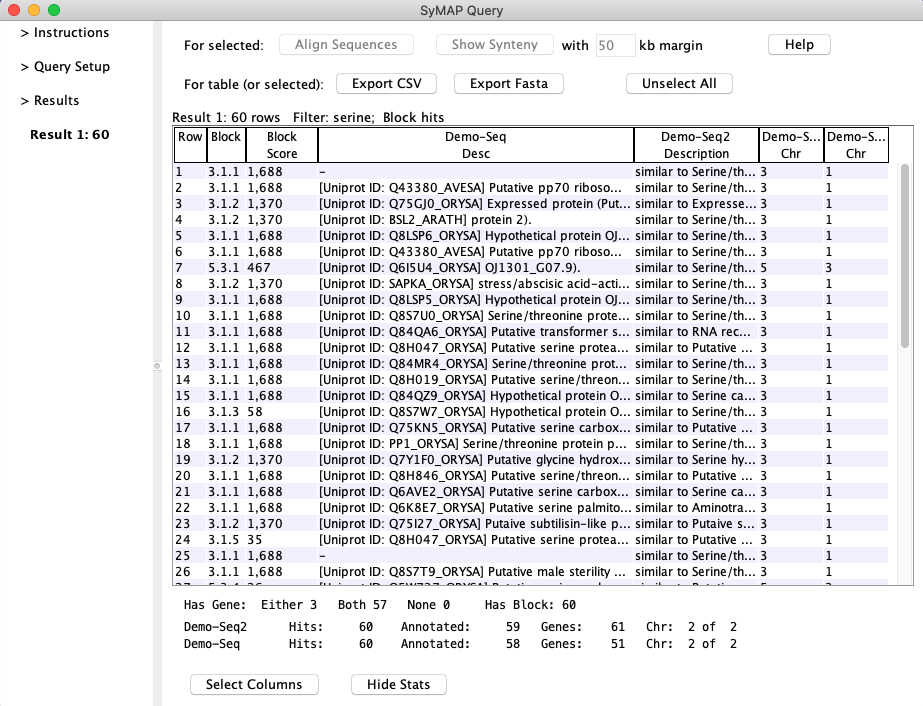 SyMAP Query
> Instructions
> Query Setup
> Results
Result 1: 60
For selected: Align Sequences Show Synteny with 50 kb margin Help
For table (or selected): Export CSV Export Fasta Unselect All
Result 1: 60 rows Filter: serine; Block hits
Row Block Block Score Demo-Seq Desc Demo-Seq2 Description Demo-S... Chr Demo-S... Chr
1 3.1.1 1,688 - similar to Serine/th... 3 1
2 3.1.1 1,688 [Uniprot ID: Q43380_AVESA] Putative pp70 riboso... similar to Serine/th... 3 1
3 3.1.2 1,370 [Uniprot ID: Q75GJ0_ORYSA] Expressed protein (Put... similar to Expresse... 3 1
4 3.1.2 1,370 [Uniprot ID: BSL2_ARATH] protein 2). similar to Serine/th... 3 1
5 3.1.1 1,688 [Uniprot ID: Q8LSP6_ORYSA] Hypothetical protein OJ... similar to Serine/th... 3 1
6 3.1.1 1,688 [Uniprot ID: Q43380_AVESA] Putative pp70 riboso... similar to Serine/th... 3 1
7 5.3.1 467 [Uniprot ID: Q6I5U4_ORYSA] OJ1301_G07.9). similar to Serine/th... 5 3
8 3.1.2 1,370 [Uniprot ID: SAPKA_ORYSA] stress/abscisic acid-acti... similar to Serine/th... 3 1
9 3.1.1 1,688 [Uniprot ID: Q8LSP5_ORYSA] Hypothetical protein OJ... similar to Serine/th... 3 1
10 3.1.1 1,688 [Uniprot ID: Q8S7U0_ORYSA] Serine/threonine prote... similar to Serine/th... 3 1
11 3.1.1 1,688 [Uniprot ID: Q84QA6_ORYSA] Putative transformer s... similar to RNA rec... 3 1
12 3.1.1 1,688 [Uniprot ID: Q8H047_ORYSA] Putative serine protea... similar to Putative ... 3 1
13 3.1.1 1,688 [Uniprot ID: Q84MR4_ORYSA] Serine/threonine prot... similar to Serine/th... 3 1
14 3.1.1 1,688 [Uniprot ID: Q8H019_ORYSA] Putative serine/threon... similar to Serine/th... 3 1
15 3.1.1 1,688 [Uniprot ID: Q84QZ9_ORYSA] Hypothetical protein O... similar to Serine ca... 3 1
16 3.1.3 58 [Uniprot ID: Q8S7W7_ORYSA] Hypothetical protein O... similar to Serine/th... 3 1
17 3.1.1 1,688 [Uniprot ID: Q75KN5_ORYSA] Putative serine carbox... similar to Putative ... 3 1
18 3.1.1 1,688 [Uniprot ID: PP1_ORYSA] Serine/threonine protein p... similar to Serine/th... 3 1
19 3.1.2 1,370 [Uniprot ID: Q7Y1F0_ORYSA] Putative glycine hydrox... similar to Serine hy... 3 1
20 3.1.1 1,688 [Uniprot ID: Q8H846_ORYSA] Putative serine/threon... similar to Putative ... 3 1
21 3.1.1 1,688 [Uniprot ID: Q6AVE2_ORYSA] Putative serine carbox... similar to Serine ca... 3 1
22 3.1.1 1,688 [Uniprot ID: Q6K8E7_ORYSA] Putative serine palmito... similar to Aminotra... 3 1
23 3.1.2 1,370 [Uniprot ID: Q75I27_ORYSA] Putaive subtilisin-like p... similar to Putaive s... 3 1
24 3.1.5 35 [Uniprot ID: Q8H047_ORYSA] Putative serine protea... similar to Putative ... 3 1
25 3.1.1 1,688 - similar to Serine/th... 3 1
26 3.1.1 1,688 [Uniprot ID: Q8S7T9_ORYSA] Putative male sterility ... similar to Serine/th... 3 1
Has Gene: Either 3 Both 57 None 0 Has Block: 60
Demo-Seq2 Hits: 60 Annotated: 59 Genes: 61 Chr: 2 of 2
Demo-Seq Hits: 60 Annotated: 58 Genes: 51 Chr: 2 of 2
Select Columns Hide Stats